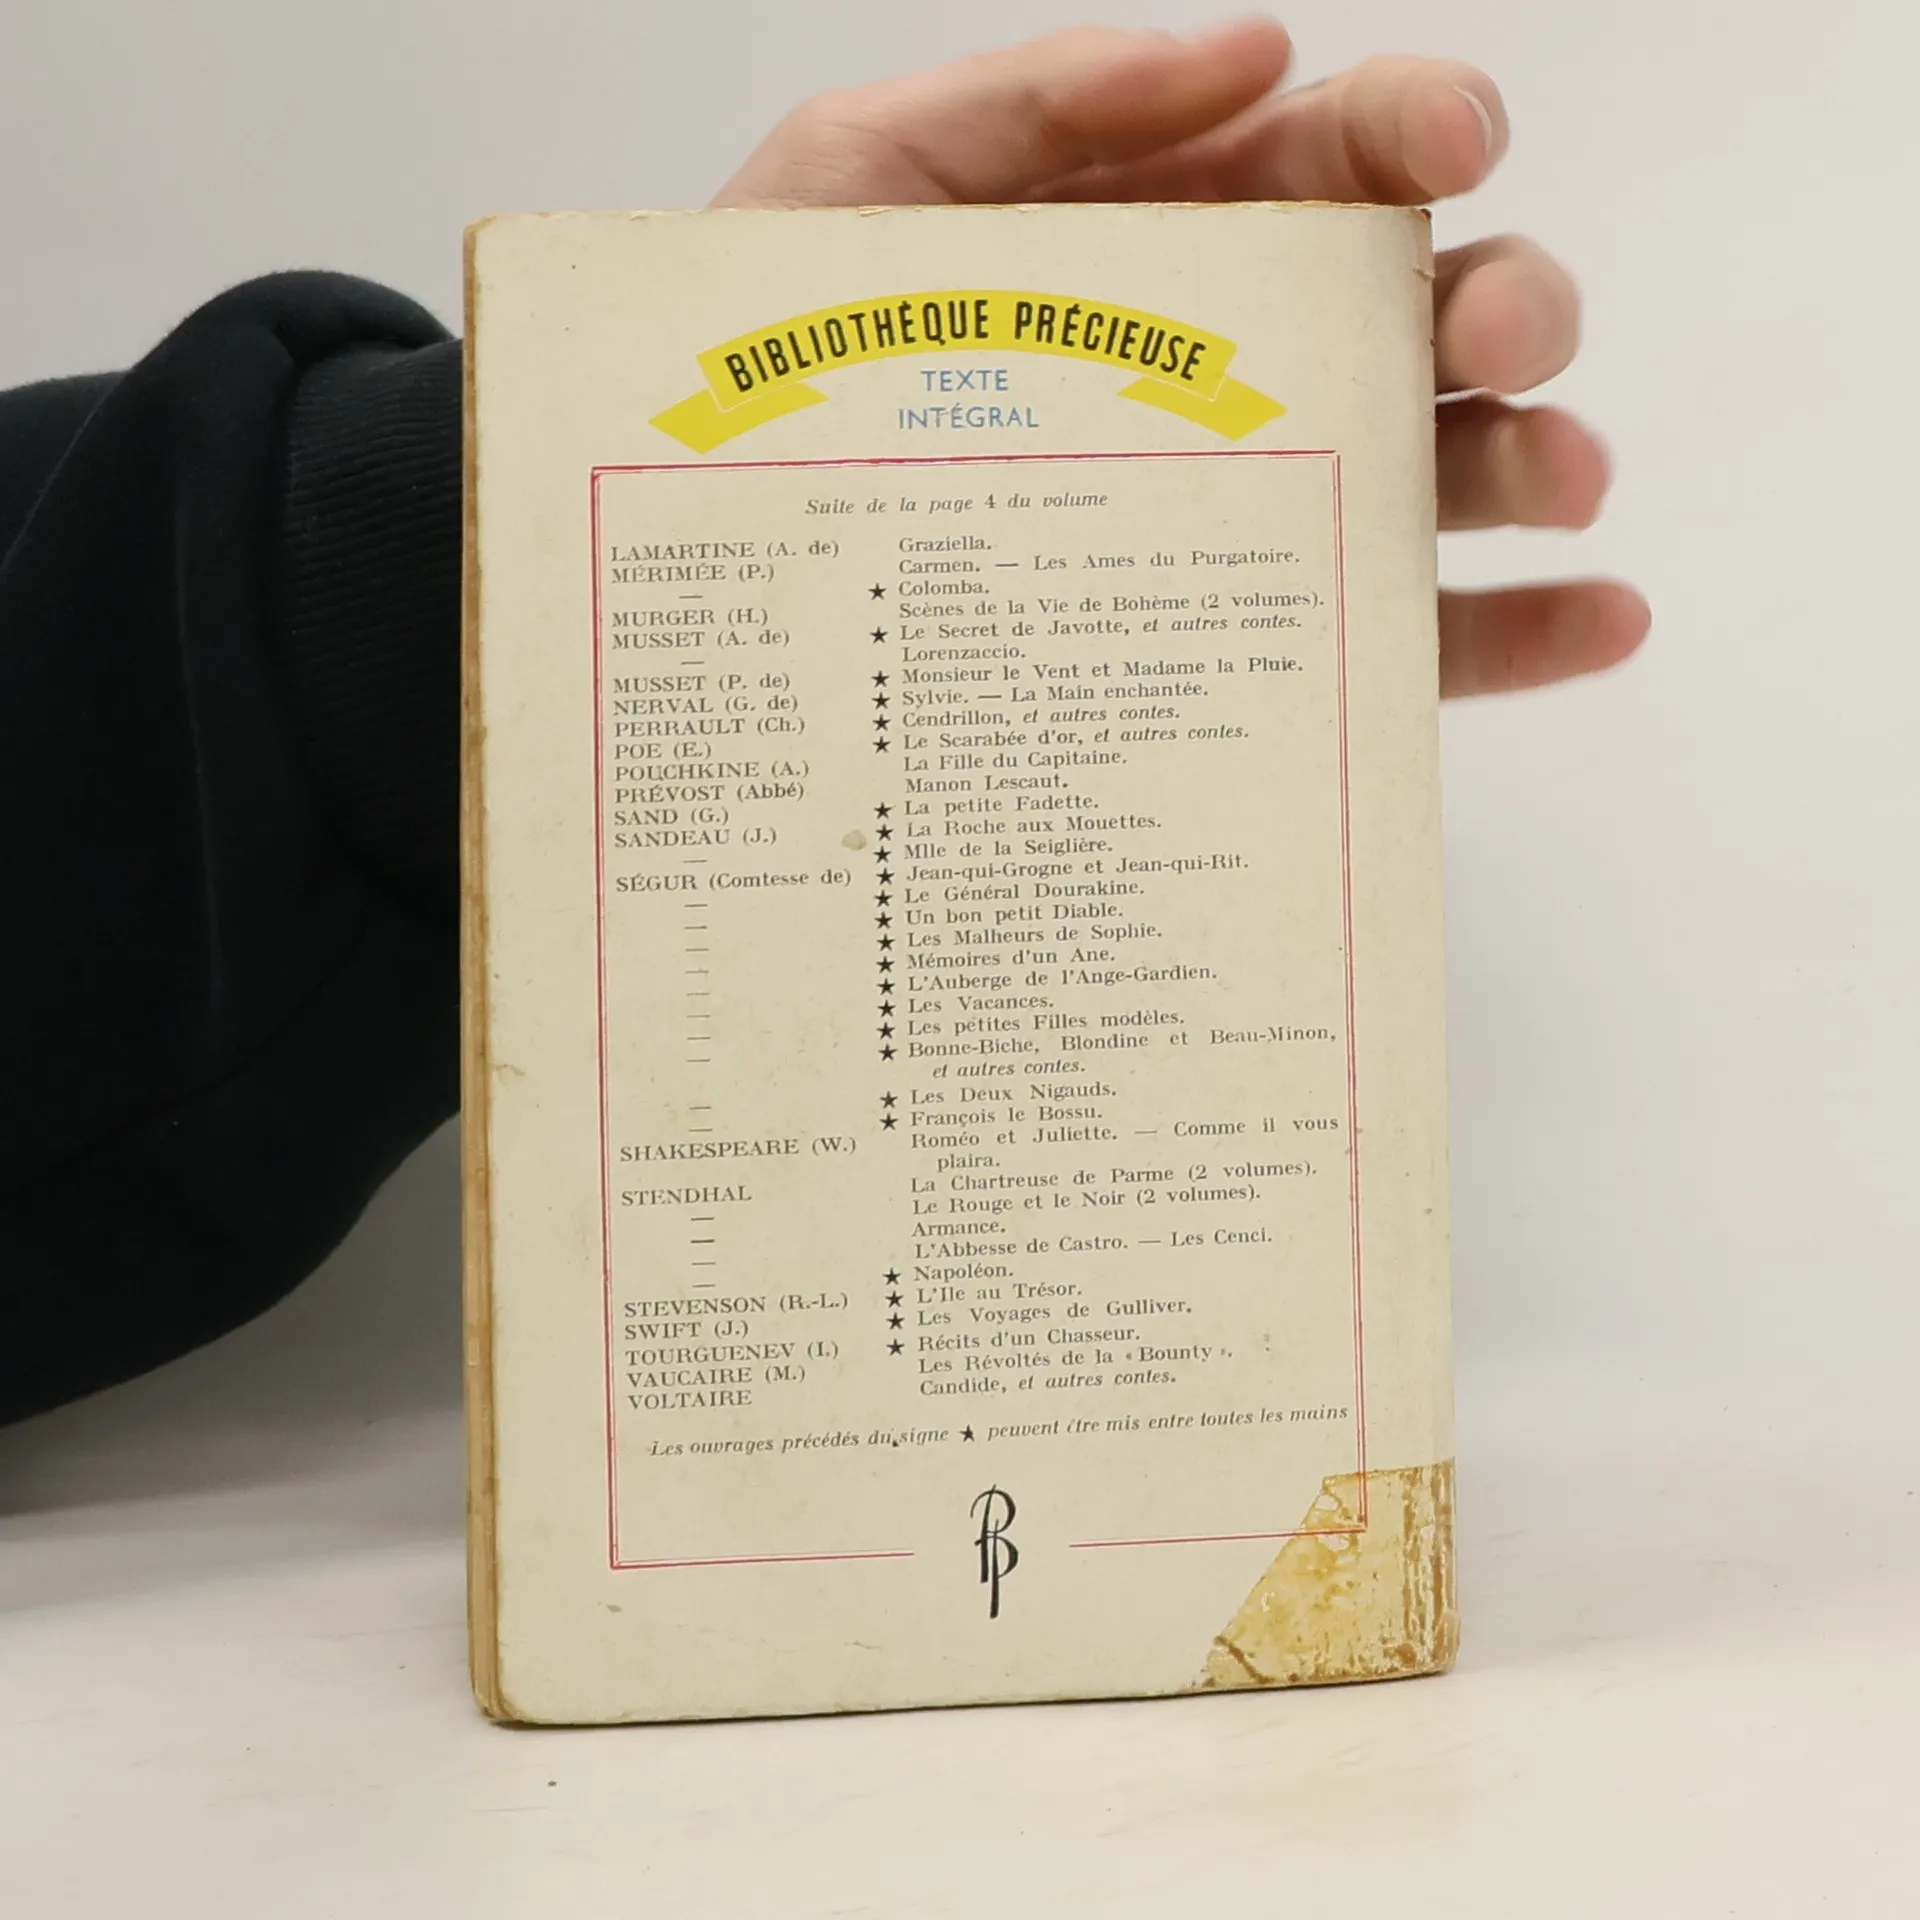 BIBLIOTHÈQUE PRÉCIEUSE
TEXTE
INTÉGRAL
Suite de la page 4 du volume
LAMARTINE (A. de) Graziella.
MÉRIMÉE (P.) Carmen. — Les Ames du Purgatoire.
— ★ Colomba.
MURGER (H.) Scènes de la Vie de Bohème (2 volumes).
MUSSET (A. de) ★ Le Secret de Javotte, et autres contes.
— Lorenzaccio.
MUSSET (P. de) ★ Monsieur le Vent et Madame la Pluie.
NERVAL (G. de) ★ Sylvie. — La Main enchantée.
PERRAULT (Ch.) ★ Cendrillon, et autres contes.
POE (E.) ★ Le Scarabée d'or, et autres contes.
POUCHKINE (A.) La Fille du Capitaine.
PRÉVOST (Abbé) Manon Lescaut.
SAND (G.) ★ La petite Fadette.
SANDEAU (J.) ★ La Roche aux Mouettes.
— ★ Mlle de la Seiglière.
SÉGUR (Comtesse de) ★ Jean-qui-Grogne et Jean-qui-Rit.
— ★ Le Général Dourakine.
— ★ Un bon petit Diable.
— ★ Les Malheurs de Sophie.
— ★ Mémoires d'un Ane.
— ★ L'Auberge de l'Ange-Gardien.
— ★ Les Vacances.
— ★ Les petites Filles modèles.
— ★ Bonne-Biche, Blondine et Beau-Minon,
et autres contes.
— ★ Les Deux Nigauds.
— ★ François le Bossu.
SHAKESPEARE (W.) Roméo et Juliette. — Comme il vous
plaira.
STENDHAL La Chartreuse de Parme (2 volumes).
— Le Rouge et le Noir (2 volumes).
— Armance.
— L'Abbesse de Castro. — Les Cenci.
— ★ Napoléon.
STEVENSON (R.-L.) ★ L'Ile au Trésor.
SWIFT (J.) ★ Les Voyages de Gulliver.
TOURGUENEV (I.) ★ Récits d'un Chasseur.
VAUCAIRE (M.) Les Révoltés de la « Bounty ».
VOLTAIRE Candide, et autres contes.
Les ouvrages précédés du signe ★ peuvent être mis entre toutes les mains
BP